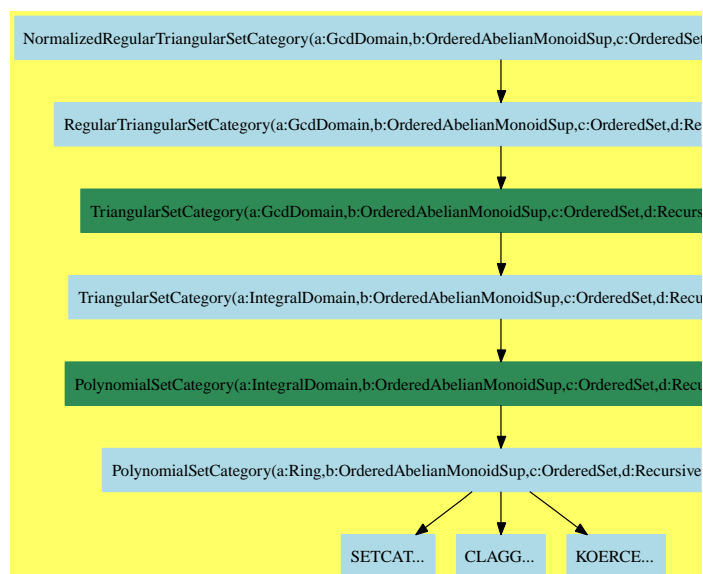 NormalizedRegularTriangularSetCategory(a:GcdDomain,b:OrderedAbelianMonoidSup,c:OrderedSet
RegularTriangularSetCategory(a:GcdDomain,b:OrderedAbelianMonoidSup,c:OrderedSet,d:Re
TriangularSetCategory(a:GcdDomain,b:OrderedAbelianMonoidSup,c:OrderedSet,d:Recurs
TriangularSetCategory(a:IntegralDomain,b:OrderedAbelianMonoidSup,c:OrderedSet,d:Recu
PolynomialSetCategory(a:IntegralDomain,b:OrderedAbelianMonoidSup,c:OrderedSet,d:Recu
PolynomialSetCategory(a:Ring,b:OrderedAbelianMonoidSup,c:OrderedSet,d:Recursive
SETCAT... CLAGG... KOERCE...